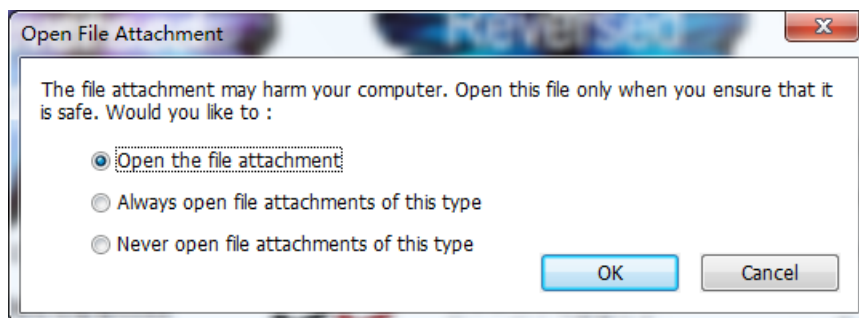 Reversed
Open File Attachment
The file attachment may harm your computer. Open this file only when you ensure that it
is safe. Would you like to :
Open the file attachment
Always open file attachments of this type
Never open file attachments of this type
OK
Cancel